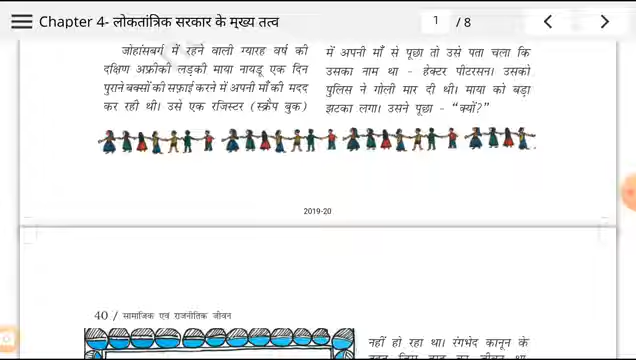 Chapter 4- लोकतांत्रिक सरकार के मुख्य तत्व
1 / 8
जोहांसबर्ग में रहने वाली ग्यारह वर्ष की
दक्षिण अफ्रीकी लड़की माया नायडू एक दिन
पुराने बक्सों की सफ़ाई करने में अपनी माँ की मदद
कर रही थी। उसे एक रजिस्टर (स्क्रैप बुक)
में अपनी माँ से पूछा तो उसे पता चला कि
उसका नाम था - हेक्टर पीटरसन। उसको
पुलिस ने गोली मार दी थी। माया को बड़ा
झटका लगा। उसने पूछा - “क्यों?”
2019-20
40 / सामाजिक एवं राजनीतिक जीवन
नहीं हो रहा था। रंगभेद कानून के